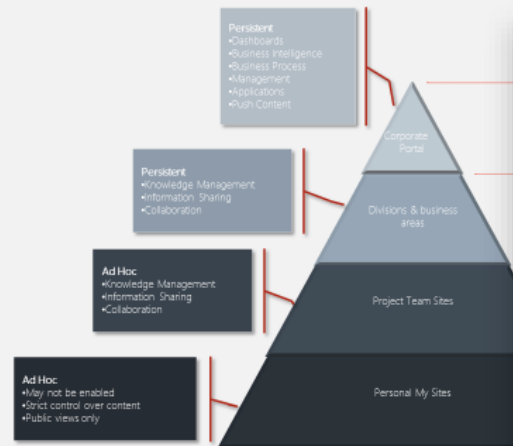 Persistent
•Dashboards
•Business Intelligence
•Business Process
•Management
•Applications
•Push Content
Corporate
Portal
Persistent
•Knowledge Management
•Information Sharing
•Collaboration
Divisions & business
areas
Ad Hoc
•Knowledge Management
•Information Sharing
•Collaboration
Project Team Sites
Ad Hoc
•May not be enabled
•Strict control over content
•Public views only
Personal My Sites